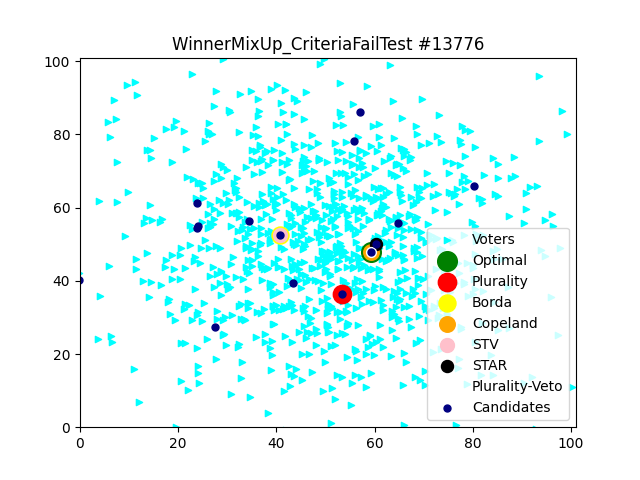 WinnerMixUp_CriteriaFailTest #13776
100
80
60
40
20
0
0
20
40
60
80
100
Voters
Optimal
Plurality
Borda
Copeland
STV
STAR
Plurality-Veto
Candidates